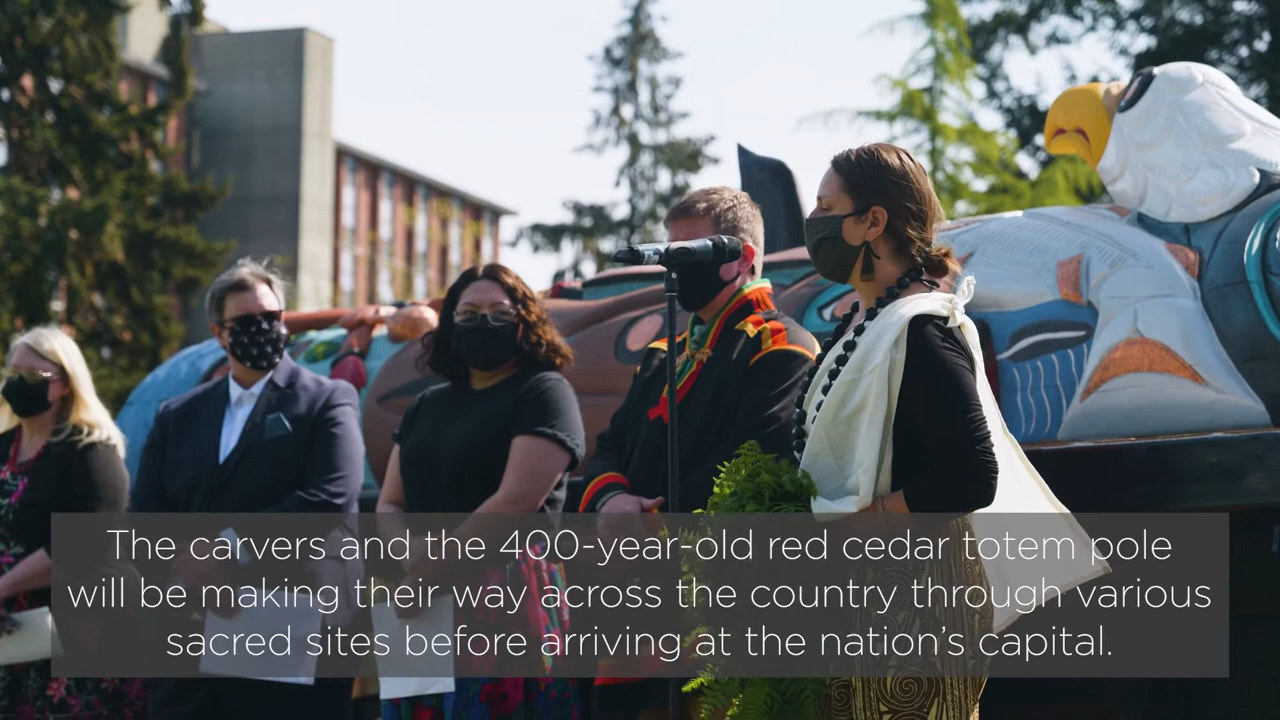 The carvers and the 400-year-old red cedar totem pole
will be making their way across the country through various
sacred sites before arriving at the nation's capital.